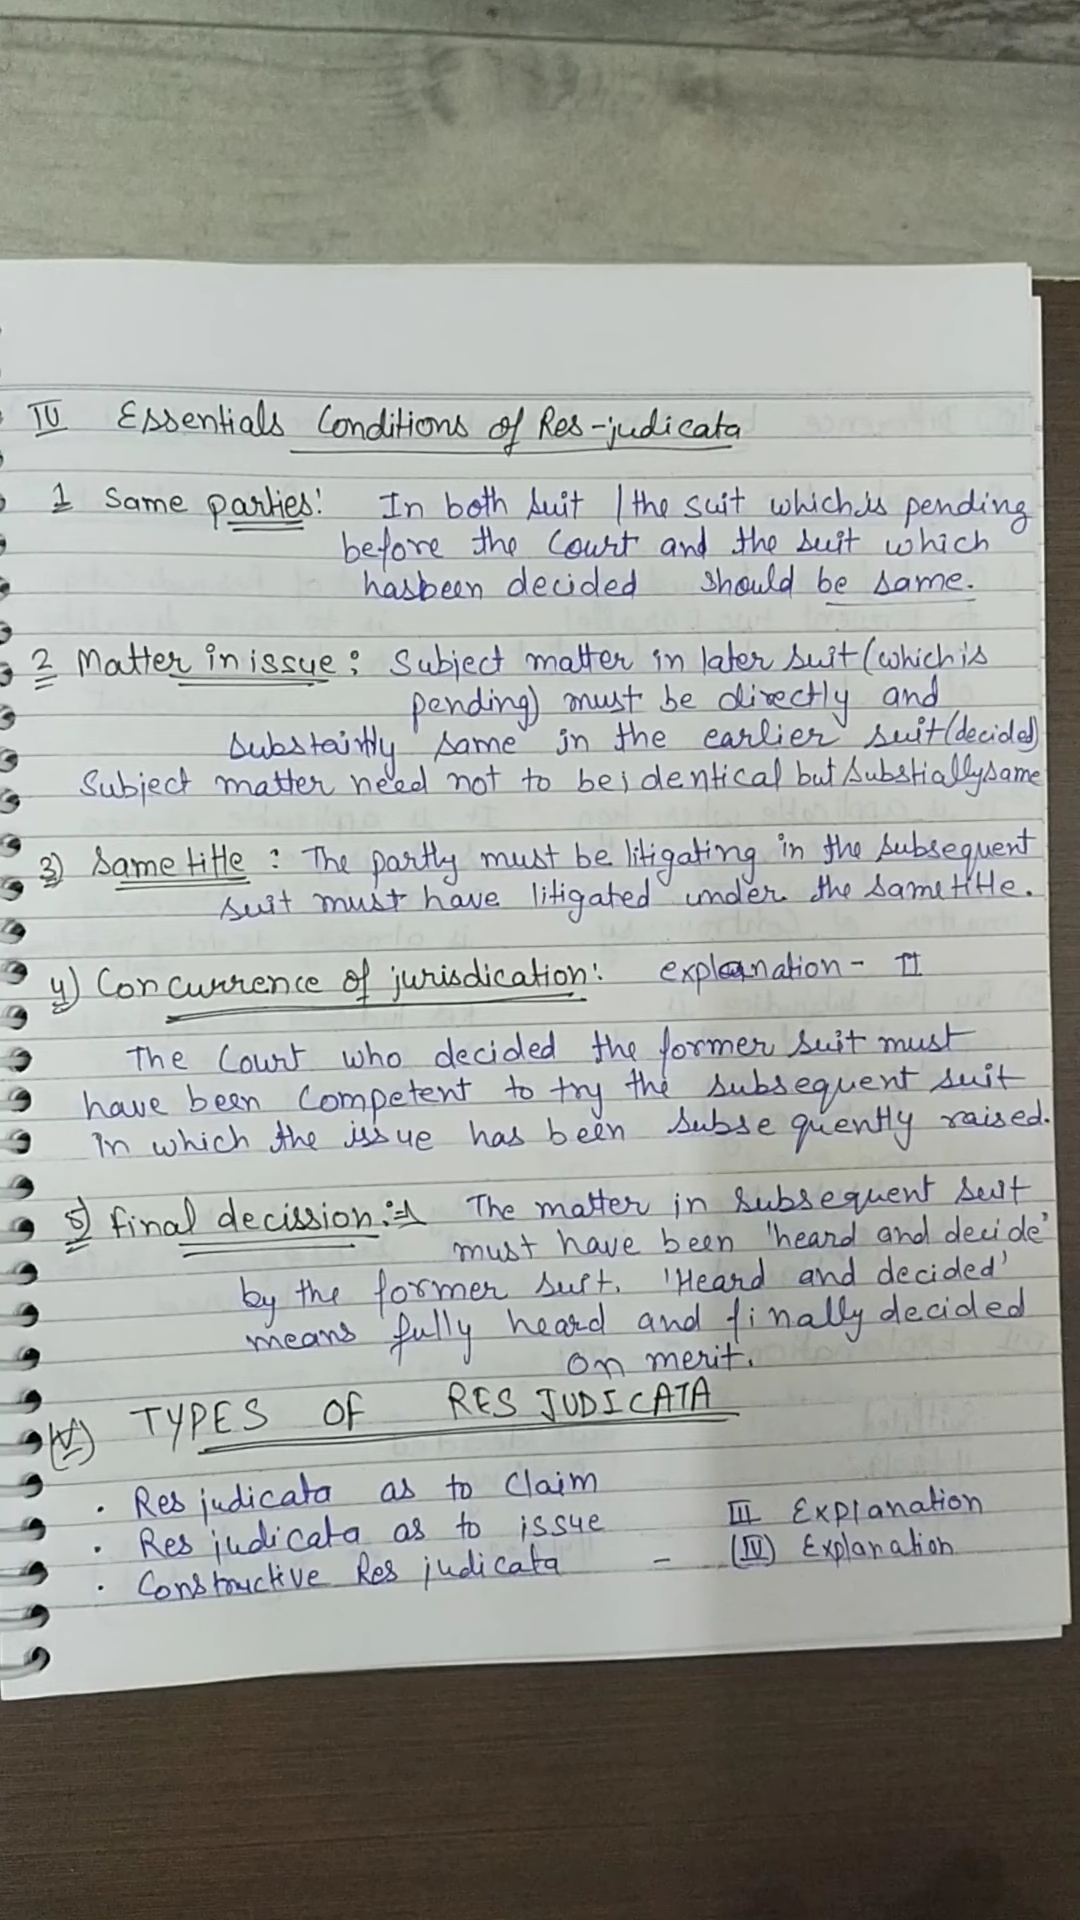 IV Essentials Conditions of Res-judicata
1 Same parties: In both suit / the suit which is pending
before the Court and the suit which
hasbeen decided should be same.
2 Matter in issue: Subject matter in later suit (which is
pending) must be directly and
substaintly same in the earlier suit (decided)
Subject matter need not to be identical but Substially same
3) Same title : The partly must be litigating in the subsequent
suit must have litigated under the same title.
4) Concurrence of jurisdication: explanation - II
The Court who decided the former suit must
have been Competent to try the subsequent suit
in which the issue has been subsequently raised.
5) final decission:- The matter in subsequent suit
must have been 'heard and decide'
by the former suit. 'Heard and decided'
means fully heard and finally decided
on merit.
(V) TYPES OF RES JUDICATA
• Res judicata as to Claim
• Res judicata as to issue III Explanation
• Constructive Res judicata - (IV) Explanation